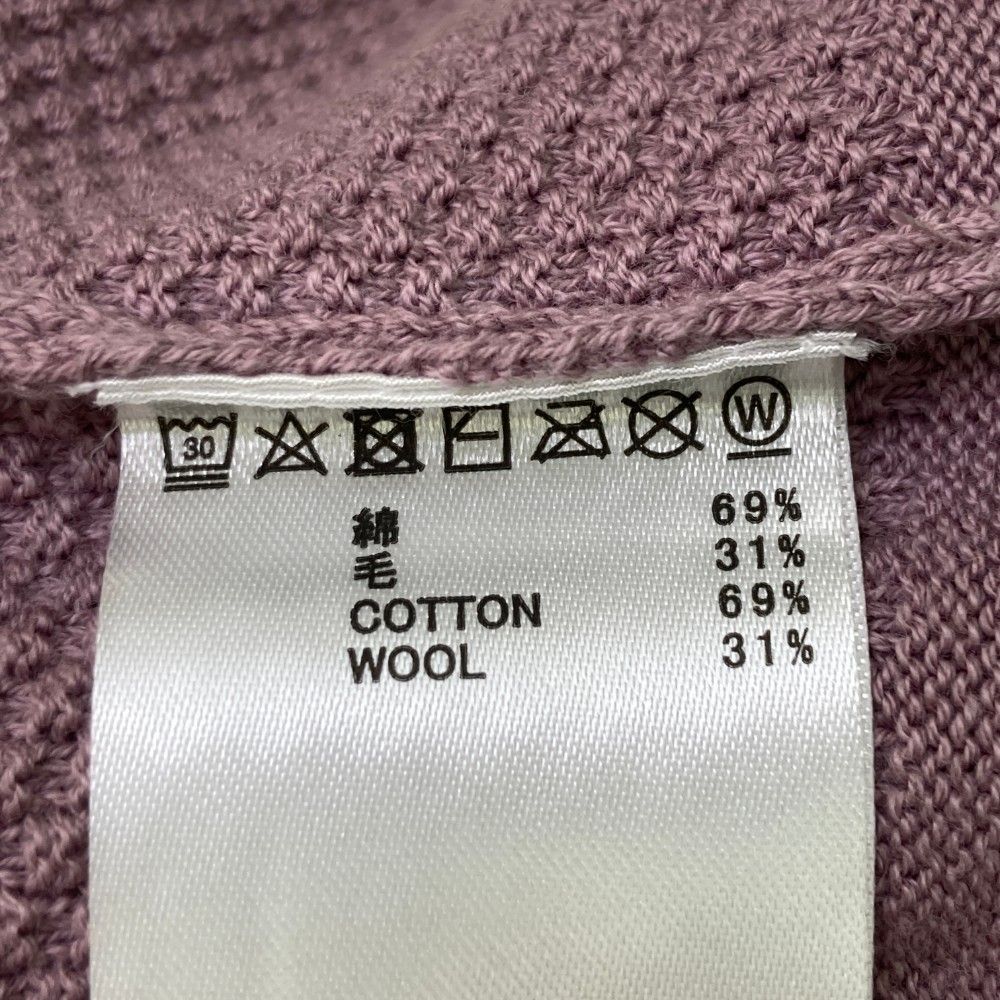 30 W
綿 69%
毛 31%
COTTON 69%
WOOL 31%